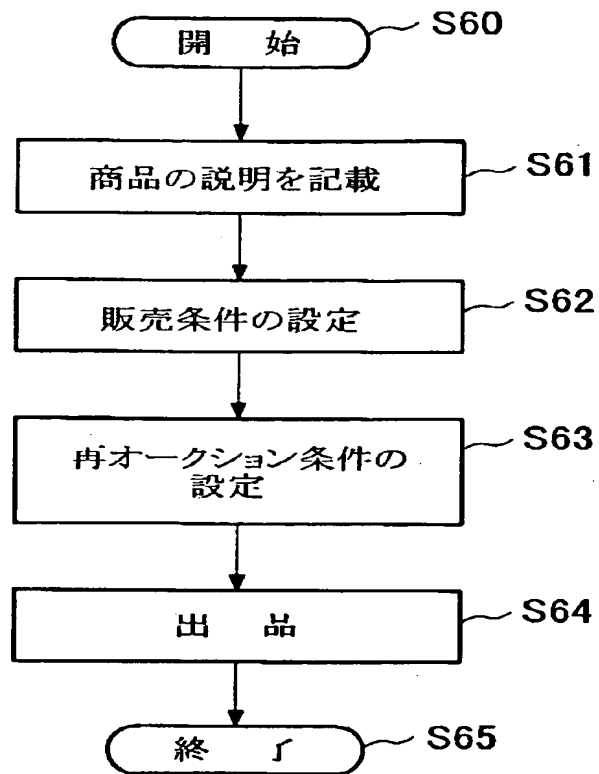 開 始 S60
商品の説明を記載 S61
販売条件の設定 S62
再オークション条件の S63
設定
出 品 S64
終 了 S65